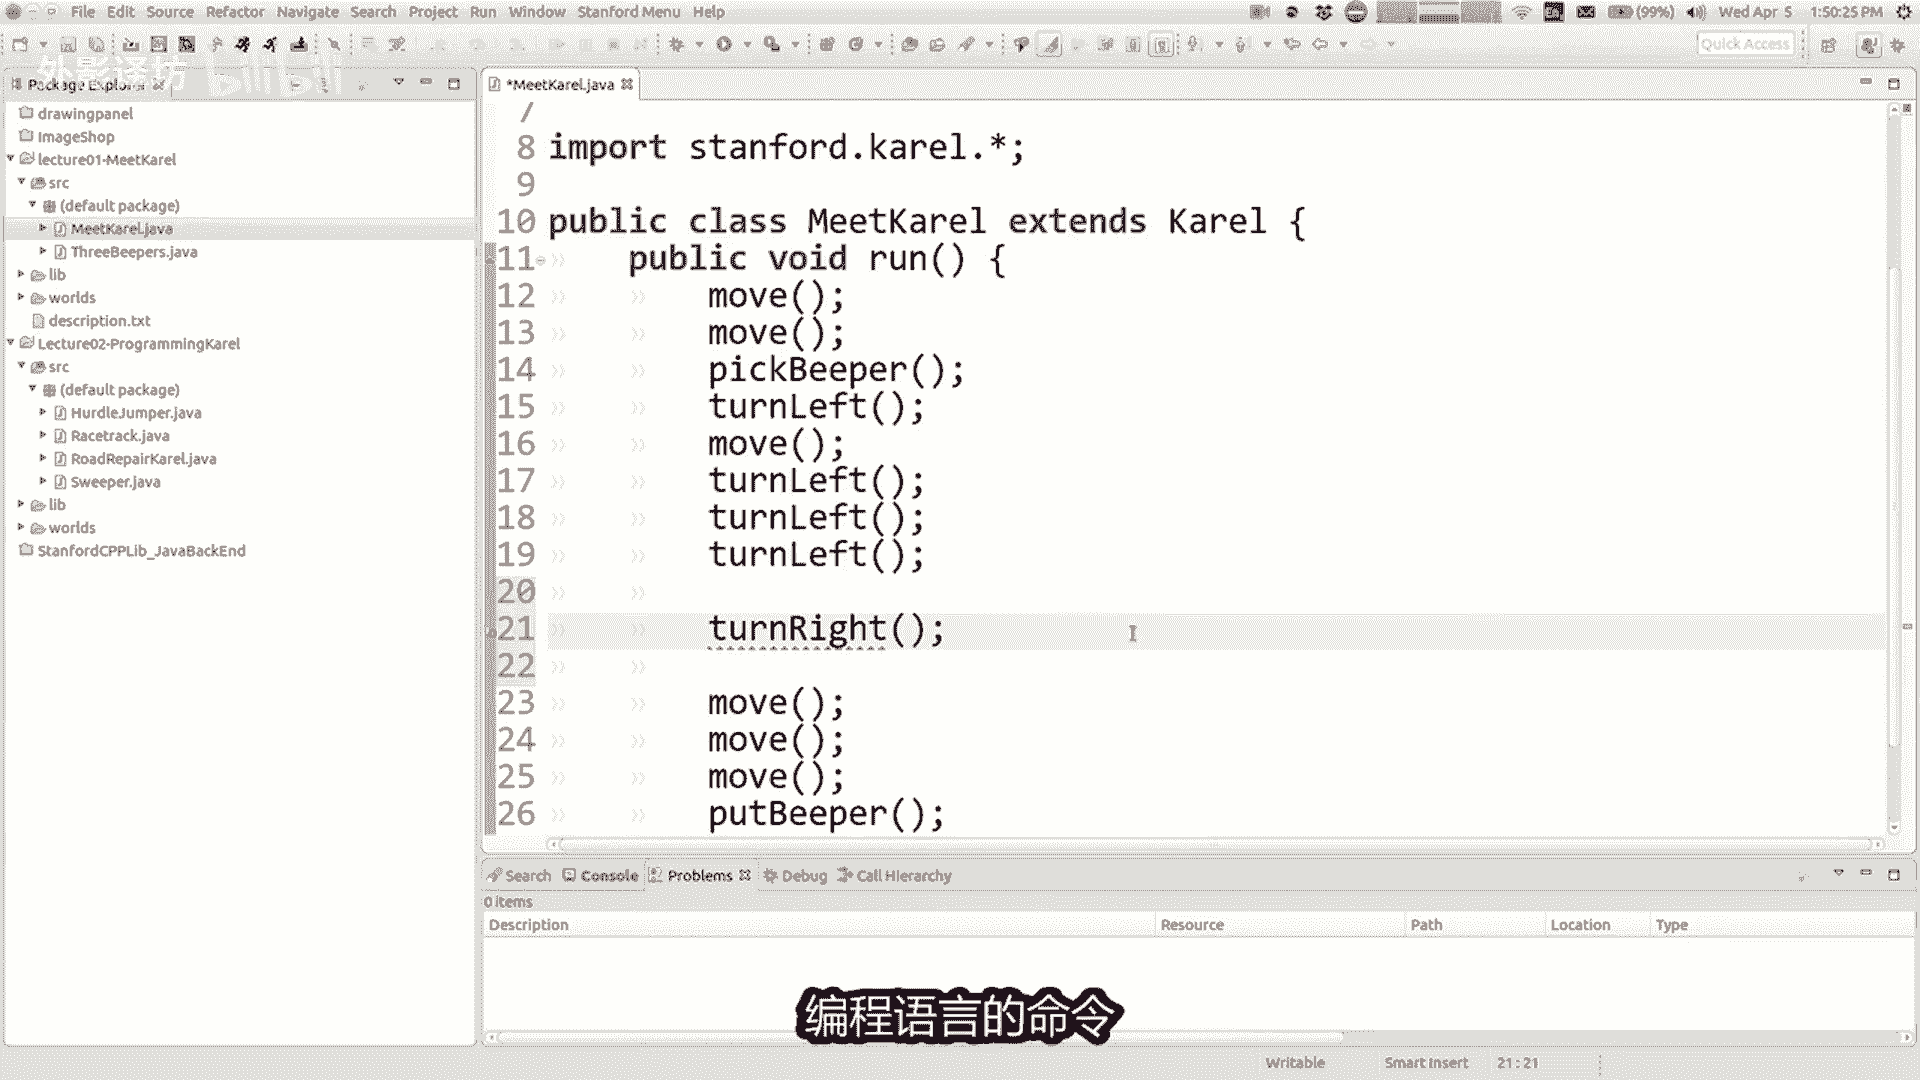 File Edit Source Refactor Navigate Search Project Run Window Stanford Menu Help
(99%) Wed Apr 5 1:50:25 PM
Quick Access
外影译坊 bilibili
Package Explorer
drawingpanel
ImageShop
lecture01-MeetKarel
src
(default package)
MeetKarel.java
ThreeBeepers.java
lib
worlds
description.txt
Lecture02-ProgrammingKarel
src
(default package)
HurdleJumper.java
Racetrack.java
RoadRepairKarel.java
Sweeper.java
lib
worlds
StanfordCPPLib_JavaBackEnd
*MeetKarel.java
7
8 import stanford.karel.*;
9
10 public class MeetKarel extends Karel {
11 public void run() {
12 move();
13 move();
14 pickBeeper();
15 turnLeft();
16 move();
17 turnLeft();
18 turnLeft();
19 turnLeft();
20
21 turnRight();
22
23 move();
24 move();
25 move();
26 putBeeper();
Search Console Problems Debug Call Hierarchy
0 items
Description Resource Path Location Type
编程语言的命令
Writable Smart Insert 21 : 21